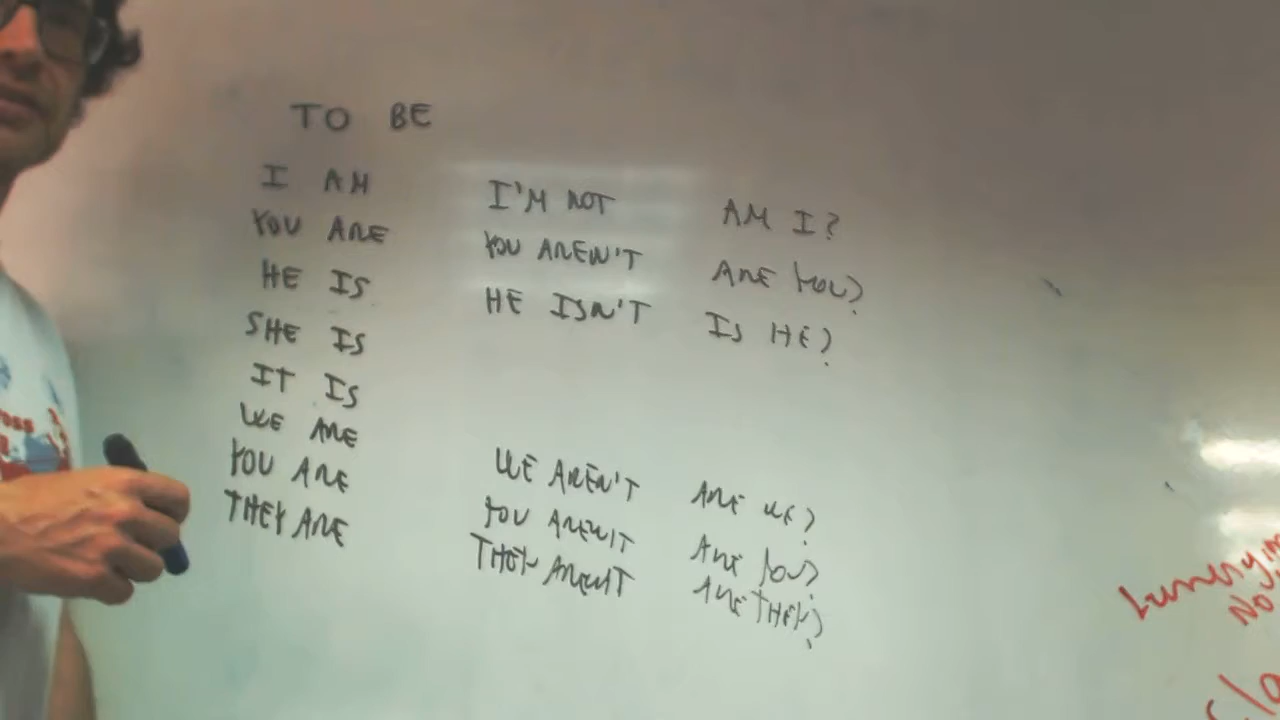 TO BE
I AM I'M NOT AM I?
YOU ARE YOU AREN'T ARE YOU?
HE IS HE ISN'T IS HE?
SHE IS
IT IS
WE ARE WE AREN'T ARE WE?
YOU ARE YOU AREN'T ARE YOU?
THEY ARE THEY AREN'T ARE THEY?